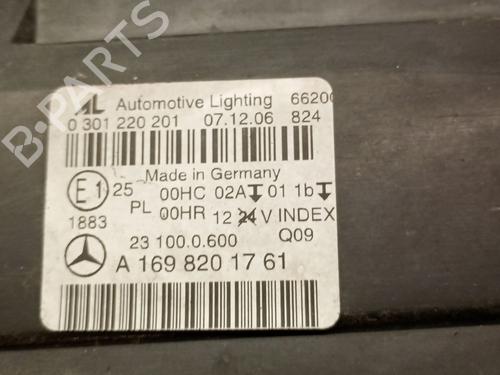 B-PARTS
AL Automotive Lighting 66200
0 301 220 201 07.12.06 824
Made in Germany
E1 25 00HC 02A 01 1b
PL 00HR 12 24 V INDEX
1883
23 100.0.600 Q09
A 169 820 17 61